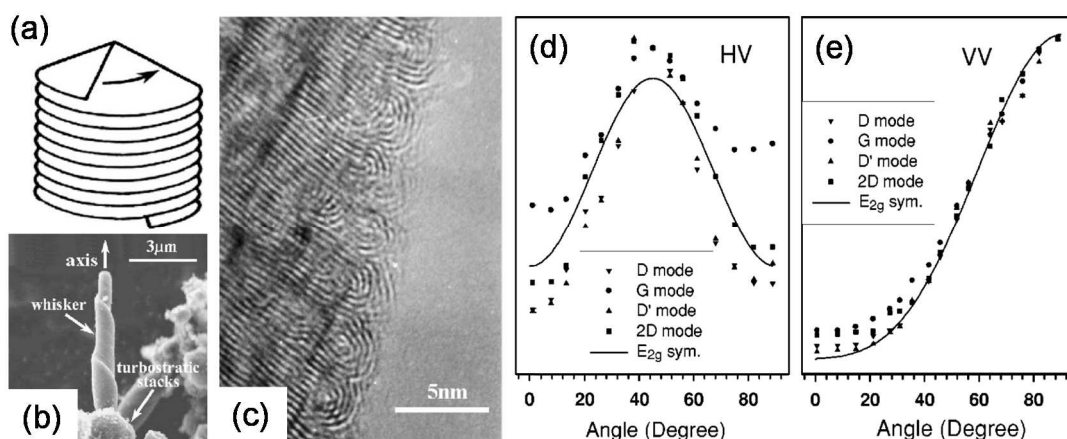 (a)
axis
3μm
whisker
turbostratic
stacks
(b)
(c)
5nm
(d)
HV
D mode
G mode
D' mode
2D mode
E2g sym.
0 20 40 60 80
Angle (Degree)
(e)
VV
D mode
G mode
D' mode
2D mode
E2g sym.
0 20 40 60 80
Angle (Degree)